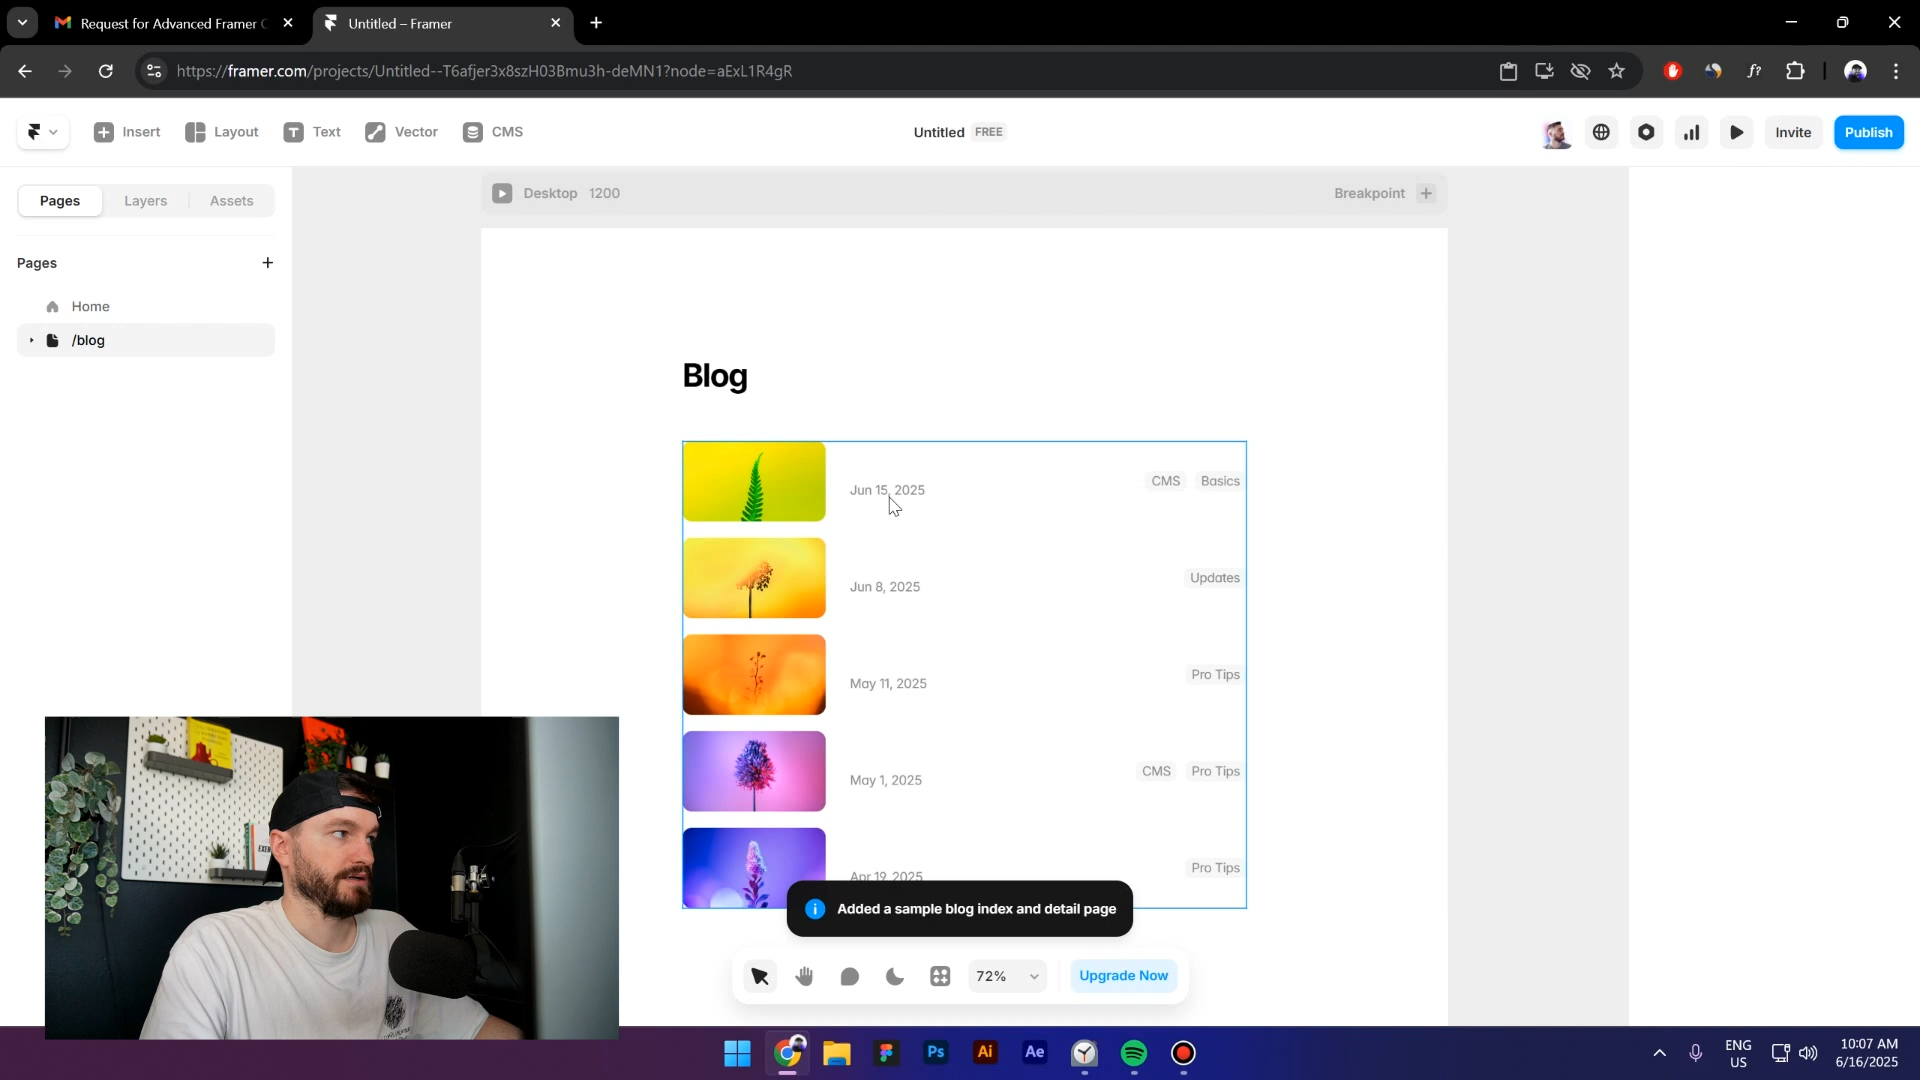 Request for Advanced Framer
Untitled – Framer
https://framer.com/projects/Untitled--T6afjer3x8szH03Bmu3h-deMN1?node=aExL1R4gR
Insert
Layout
Text
Vector
CMS
Untitled FREE
Invite
Publish
Pages
Layers
Assets
Desktop 1200
Breakpoint
Pages
Home
/blog
Blog
Jun 15, 2025
CMS Basics
Jun 8, 2025
Updates
May 11, 2025
Pro Tips
May 1, 2025
CMS Pro Tips
Apr 19, 2025
Pro Tips
Added a sample blog index and detail page
72%
Upgrade Now
Ps
Ai
Ae
ENG
US
10:07 AM
6/16/2025